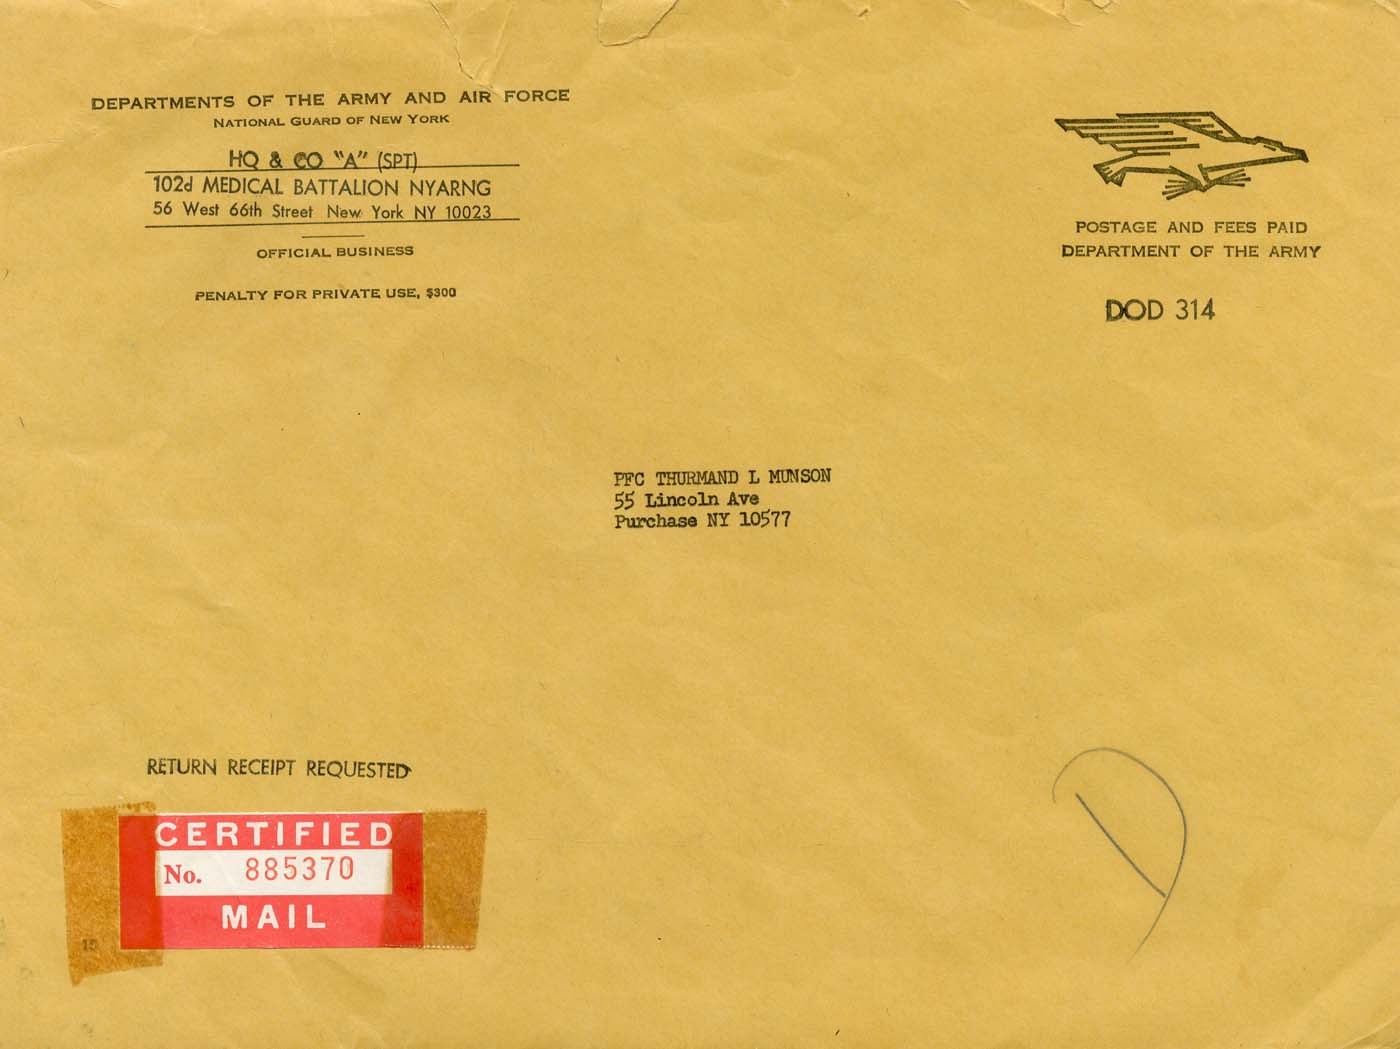 DEPARTMENTS OF THE ARMY AND AIR FORCE
NATIONAL GUARD OF NEW YORK
HQ & CO "A" (SPT)
102d MEDICAL BATTALION NYARNG
56 West 66th Street New York NY 10023
OFFICIAL BUSINESS
PENALTY FOR PRIVATE USE, $300
POSTAGE AND FEES PAID
DEPARTMENT OF THE ARMY
DOD 314
PFC THURMAND L MUNSON
55 Lincoln Ave
Purchase NY 10577
RETURN RECEIPT REQUESTED
CERTIFIED
No. 885370
MAIL
15
D